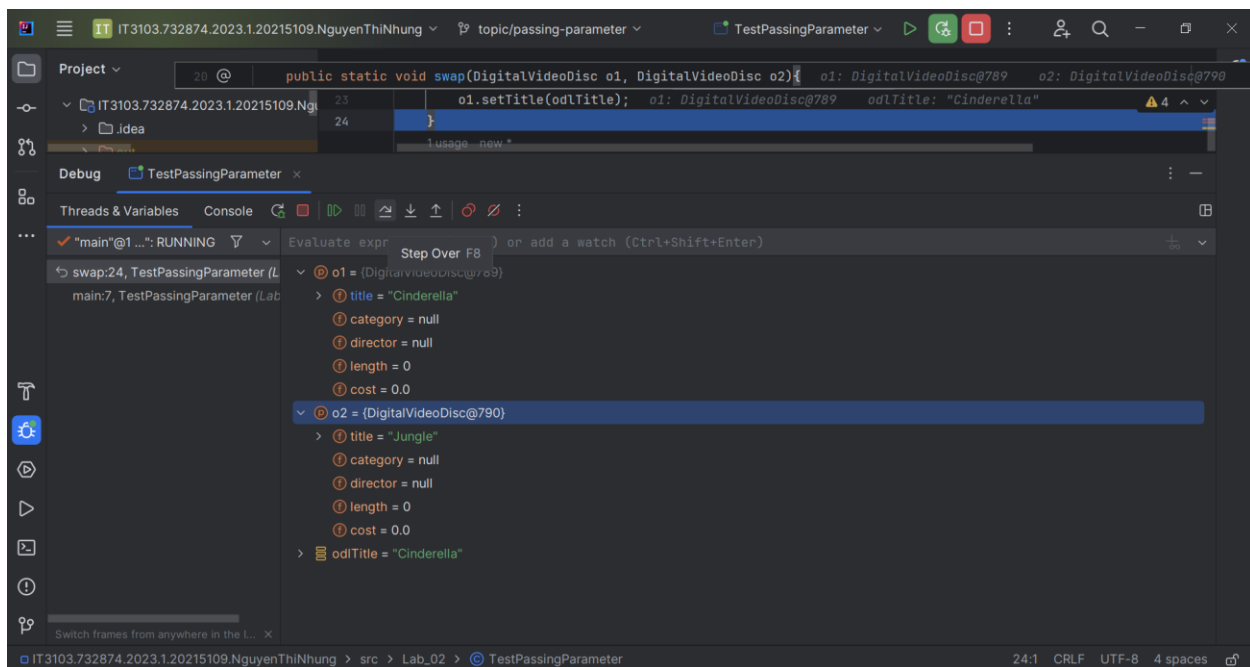 IT IT3103.732874.2023.1.20215109.NguyenThiNhung topic/passing-parameter TestPassingParameter
Project
20 @ public static void swap(DigitalVideoDisc o1, DigitalVideoDisc o2){ o1: DigitalVideoDisc@789 o2: DigitalVideoDisc@790
IT3103.732874.2023.1.20215109.Ngu 23 o1.setTitle(odlTitle); o1: DigitalVideoDisc@789 odlTitle: "Cinderella" 4
.idea 24 }
1 usage new *
Debug TestPassingParameter
Threads & Variables Console
"main"@1 ...": RUNNING Evaluate expr ) or add a watch (Ctrl+Shift+Enter)
Step Over F8
swap:24, TestPassingParameter (L o1 = {DigitalVideoDisc@789}
main:7, TestPassingParameter (Lab title = "Cinderella"
category = null
director = null
length = 0
cost = 0.0
o2 = {DigitalVideoDisc@790}
title = "Jungle"
category = null
director = null
length = 0
cost = 0.0
odlTitle = "Cinderella"
Switch frames from anywhere in the I...
IT3103.732874.2023.1.20215109.NguyenThiNhung > src > Lab_02 > TestPassingParameter 24:1 CRLF UTF-8 4 spaces